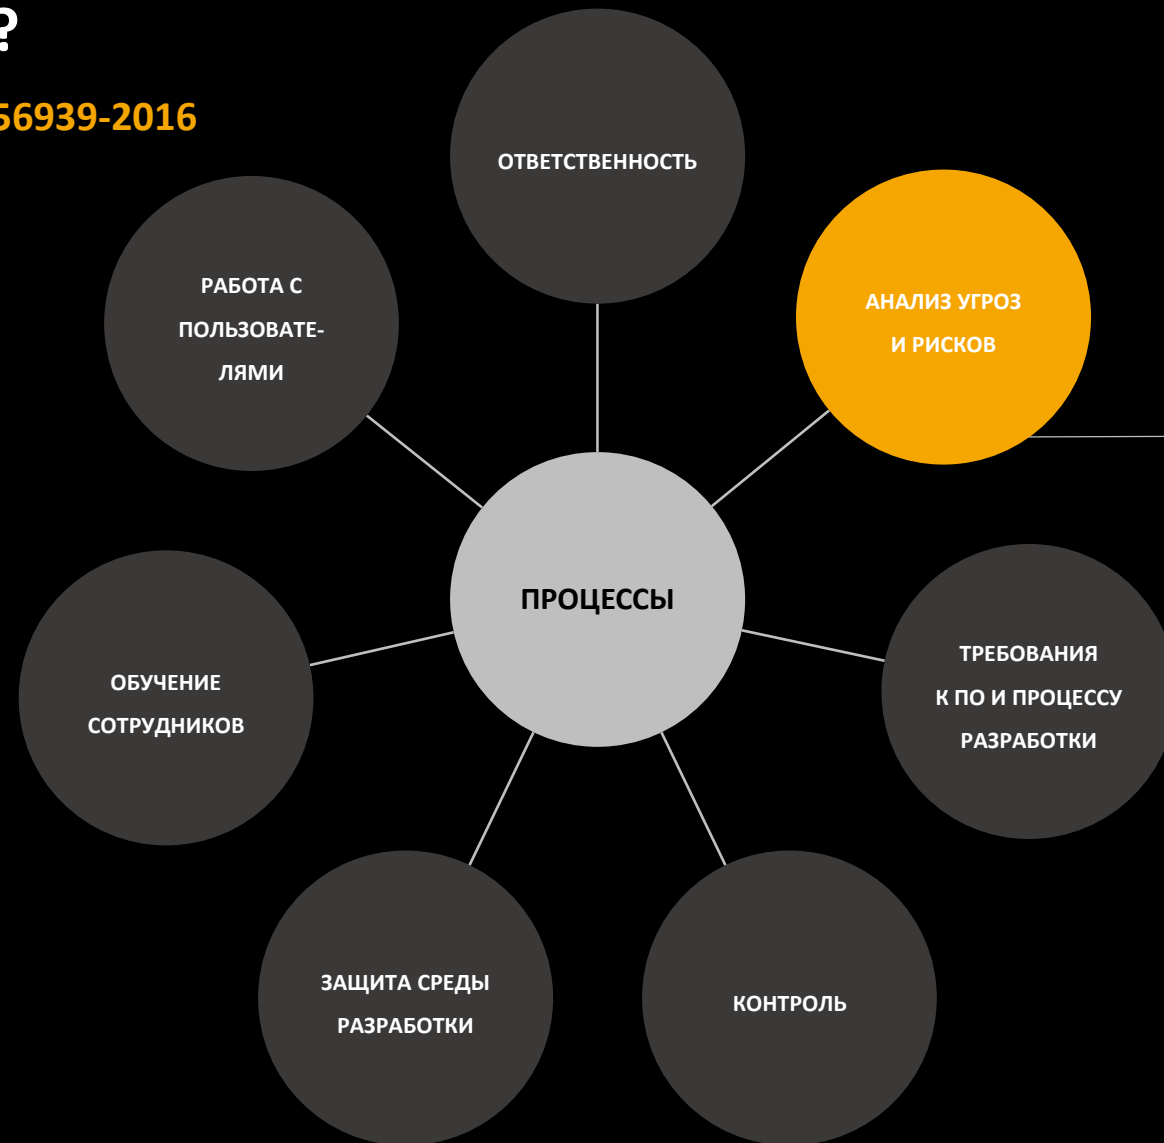 ?
56939-2016
ОТВЕТСТВЕННОСТЬ
АНАЛИЗ УГРОЗ
И РИСКОВ
РАБОТА С
ПОЛЬЗОВАТЕ-
ЛЯМИ
ПРОЦЕССЫ
ТРЕБОВАНИЯ
К ПО И ПРОЦЕССУ
РАЗРАБОТКИ
ОБУЧЕНИЕ
СОТРУДНИКОВ
ЗАЩИТА СРЕДЫ
РАЗРАБОТКИ
КОНТРОЛЬ